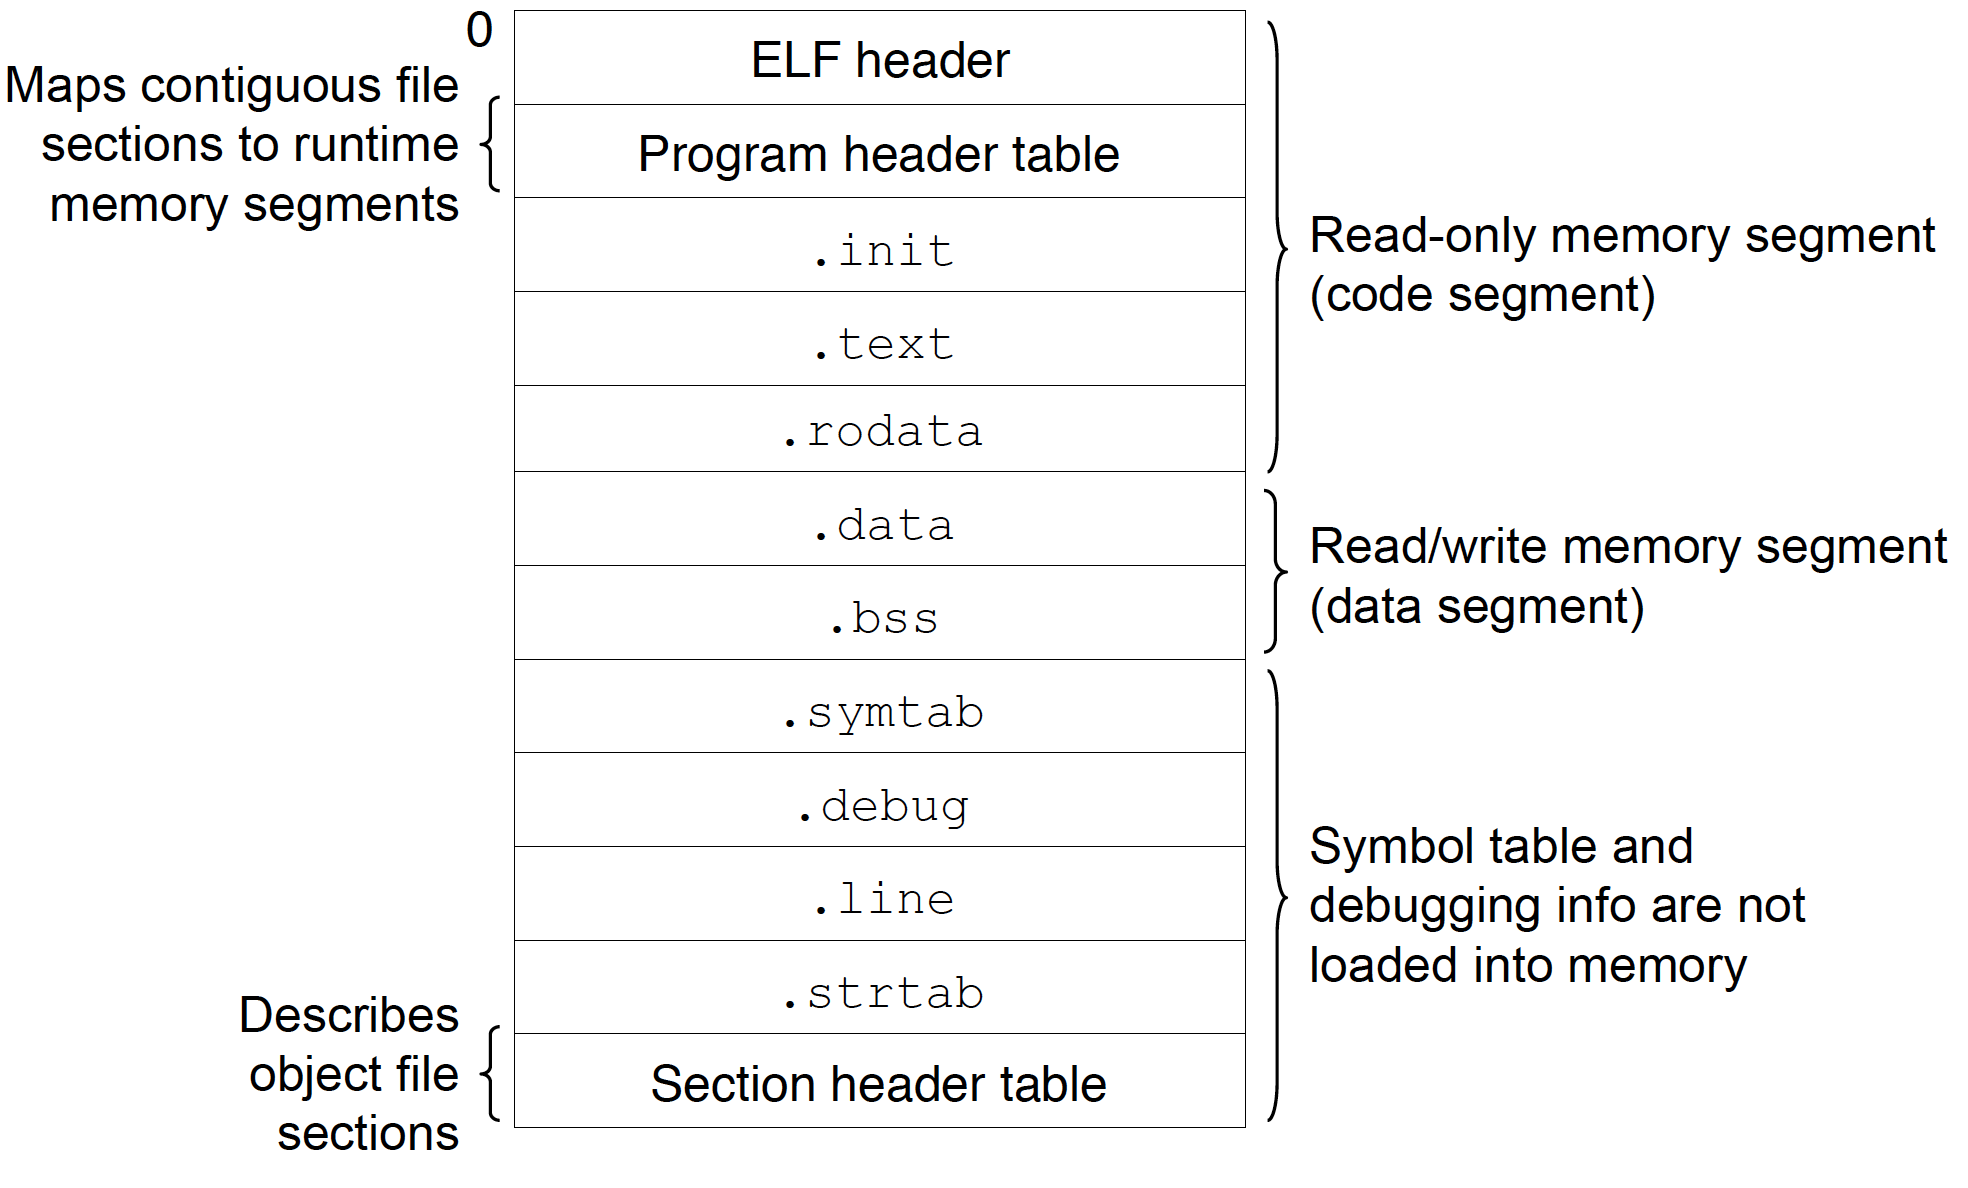 0
ELF header
Maps contiguous file
sections to runtime
memory segments
Program header table
.init
.text
.rodata
Read-only memory segment
(code segment)
.data
.bss
Read/write memory segment
(data segment)
.symtab
.debug
.line
.strtab
Symbol table and
debugging info are not
loaded into memory
Describes
object file
sections
Section header table